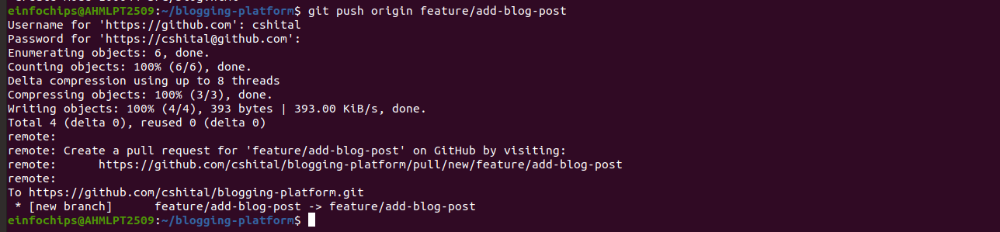 einfochips@AHMLPT2509:~/blogging-platform$ git push origin feature/add-blog-post
Username for 'https://github.com': cshital
Password for 'https://cshital@github.com':
Enumerating objects: 6, done.
Counting objects: 100% (6/6), done.
Delta compression using up to 8 threads
Compressing objects: 100% (3/3), done.
Writing objects: 100% (4/4), 393 bytes | 393.00 KiB/s, done.
Total 4 (delta 0), reused 0 (delta 0)
remote:
remote: Create a pull request for 'feature/add-blog-post' on GitHub by visiting:
remote:      https://github.com/cshital/blogging-platform/pull/new/feature/add-blog-post
remote:
To https://github.com/cshital/blogging-platform.git
 * [new branch]      feature/add-blog-post -> feature/add-blog-post
einfochips@AHMLPT2509:~/blogging-platform$